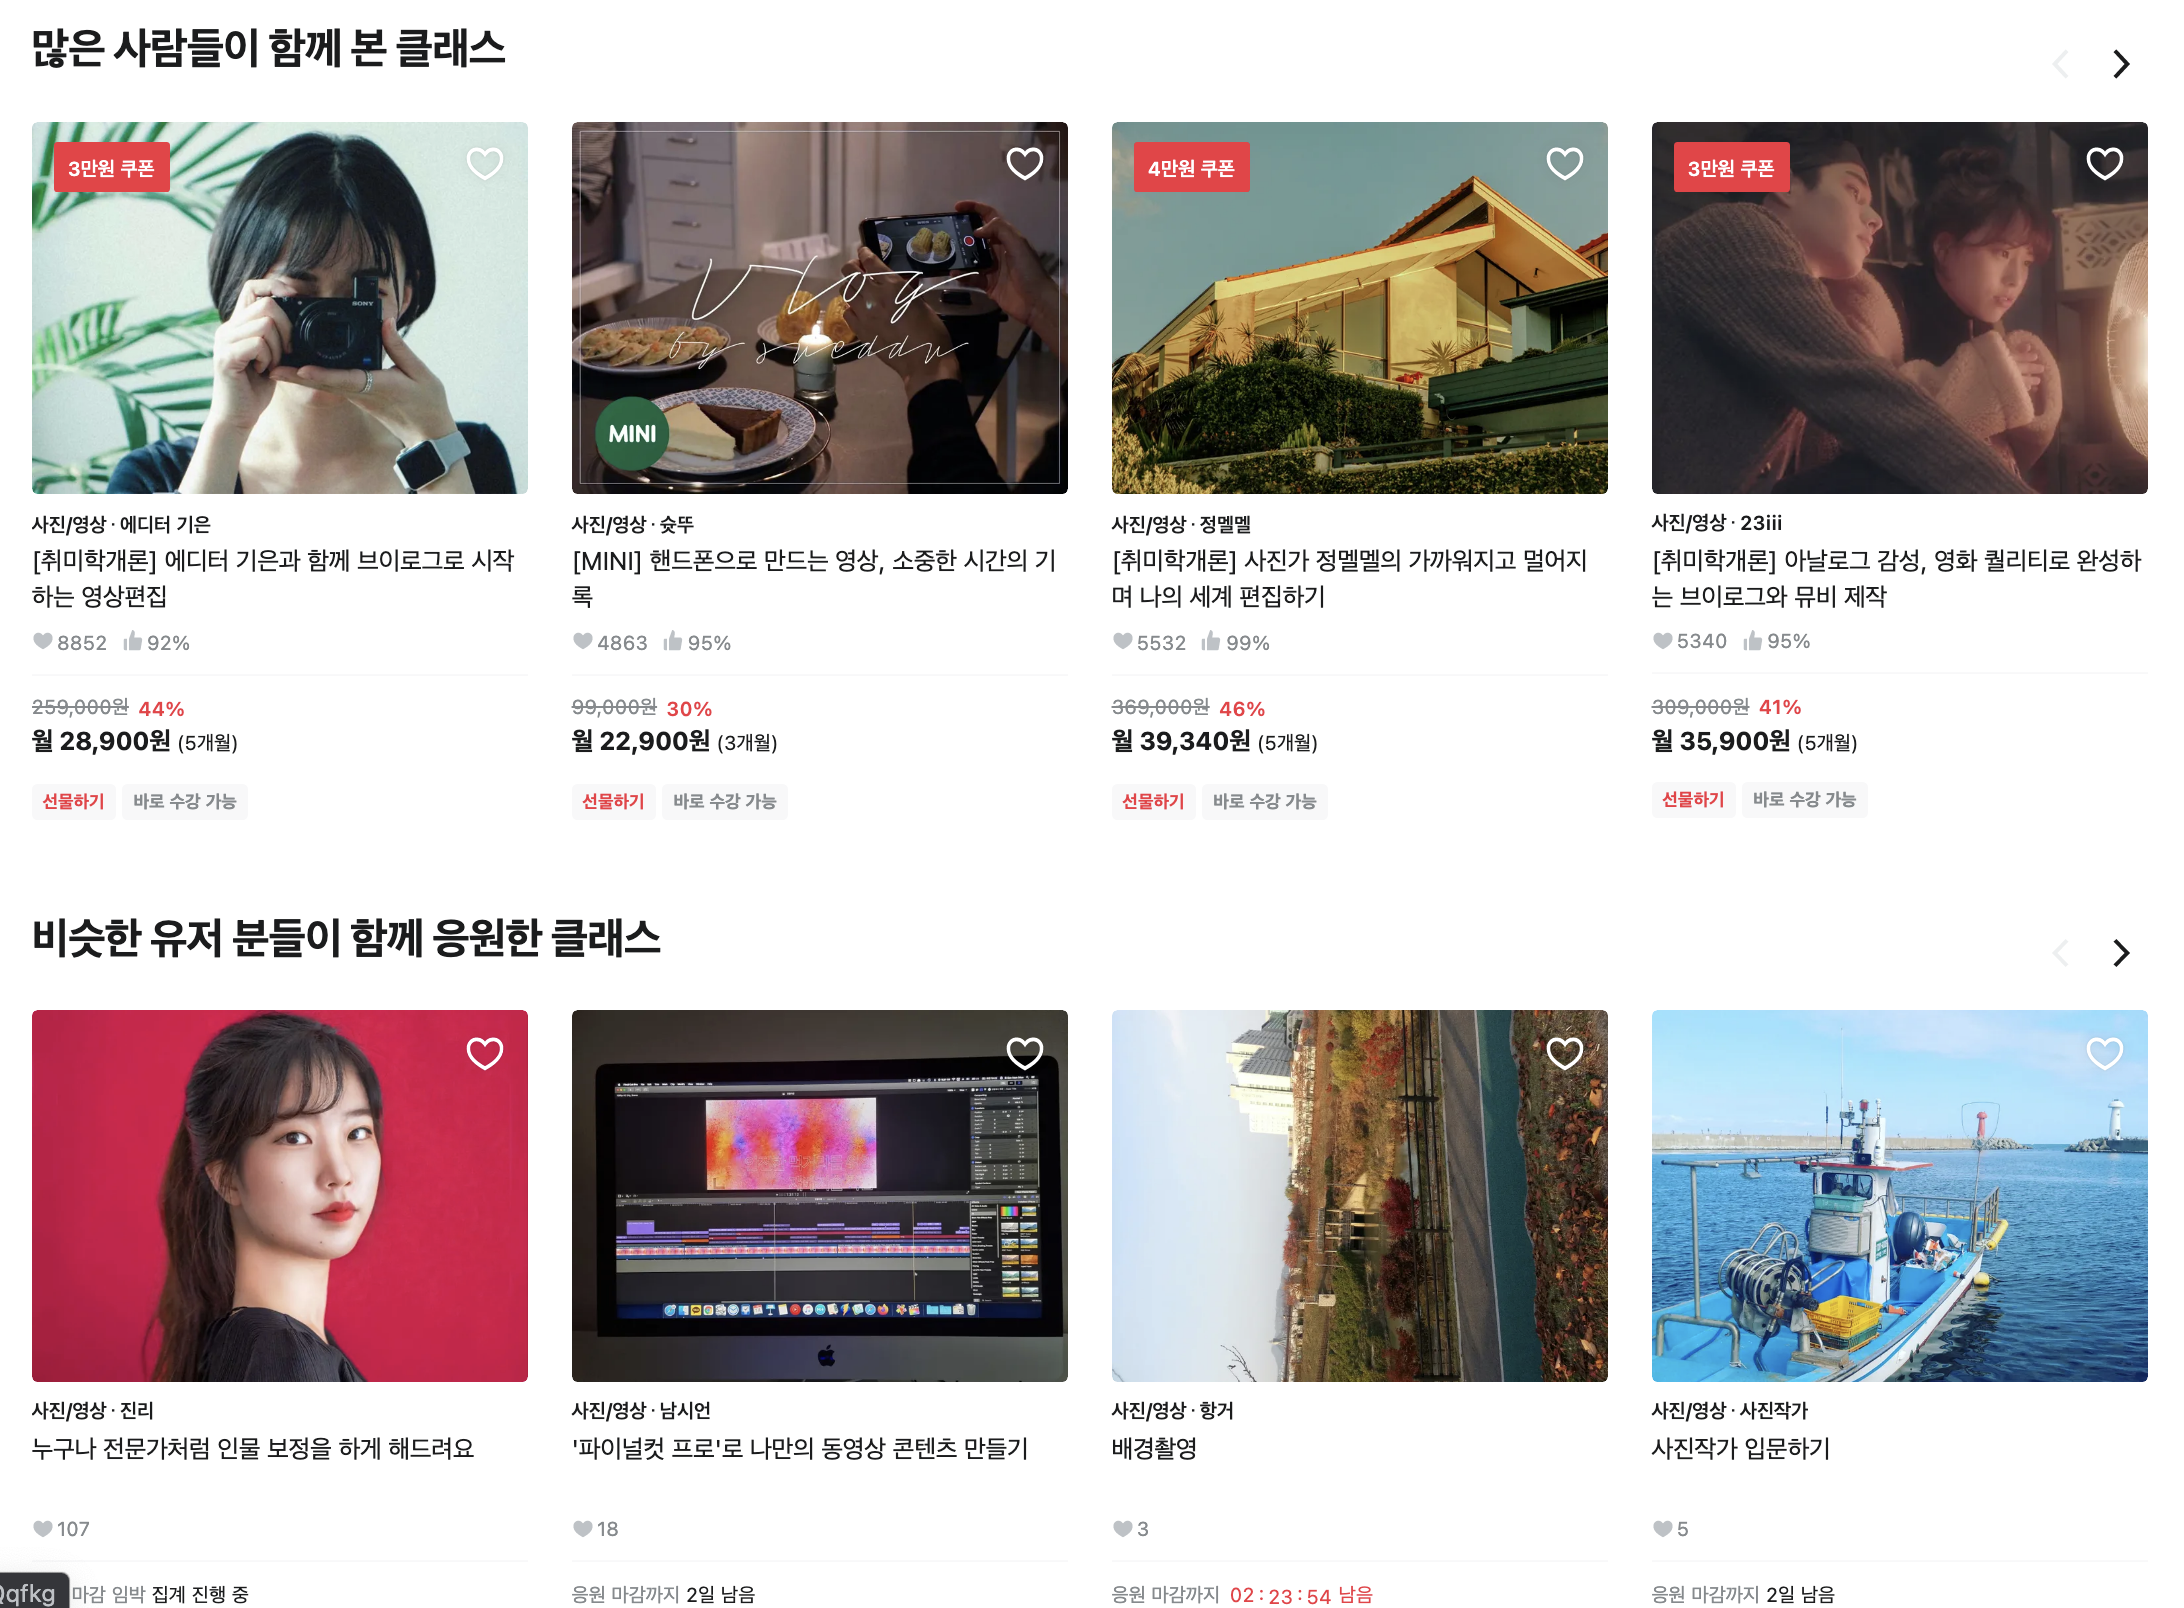 많은 사람들이 함께 본 클래스
3만원 쿠폰
SONY
사진/영상 · 에디터 기은
[취미학개론] 에디터 기은과 함께 브이로그로 시작
하는 영상편집
8852 92%
259,000원 44%
월 28,900원 (5개월)
선물하기 바로 수강 가능
Vlog
by sueddu
MINI
사진/영상 · 슛뚜
[MINI] 핸드폰으로 만드는 영상, 소중한 시간의 기
록
4863 95%
99,000원 30%
월 22,900원 (3개월)
선물하기 바로 수강 가능
4만원 쿠폰
사진/영상 · 정멜멜
[취미학개론] 사진가 정멜멜의 가까워지고 멀어지
며 나의 세계 편집하기
5532 99%
369,000원 46%
월 39,340원 (5개월)
선물하기 바로 수강 가능
3만원 쿠폰
사진/영상 · 23iii
[취미학개론] 아날로그 감성, 영화 퀄리티로 완성하
는 브이로그와 뮤비 제작
5340 95%
309,000원 41%
월 35,900원 (5개월)
선물하기 바로 수강 가능
비슷한 유저 분들이 함께 응원한 클래스
사진/영상 · 진리
누구나 전문가처럼 인물 보정을 하게 해드려요
107
마감 임박 집계 진행 중
qfkg
사진/영상 · 남시언
'파이널컷 프로'로 나만의 동영상 콘텐츠 만들기
18
응원 마감까지 2일 남음
사진/영상 · 항거
배경촬영
3
응원 마감까지 02 : 23 : 54 남음
사진/영상 · 사진작가
사진작가 입문하기
5
응원 마감까지 2일 남음